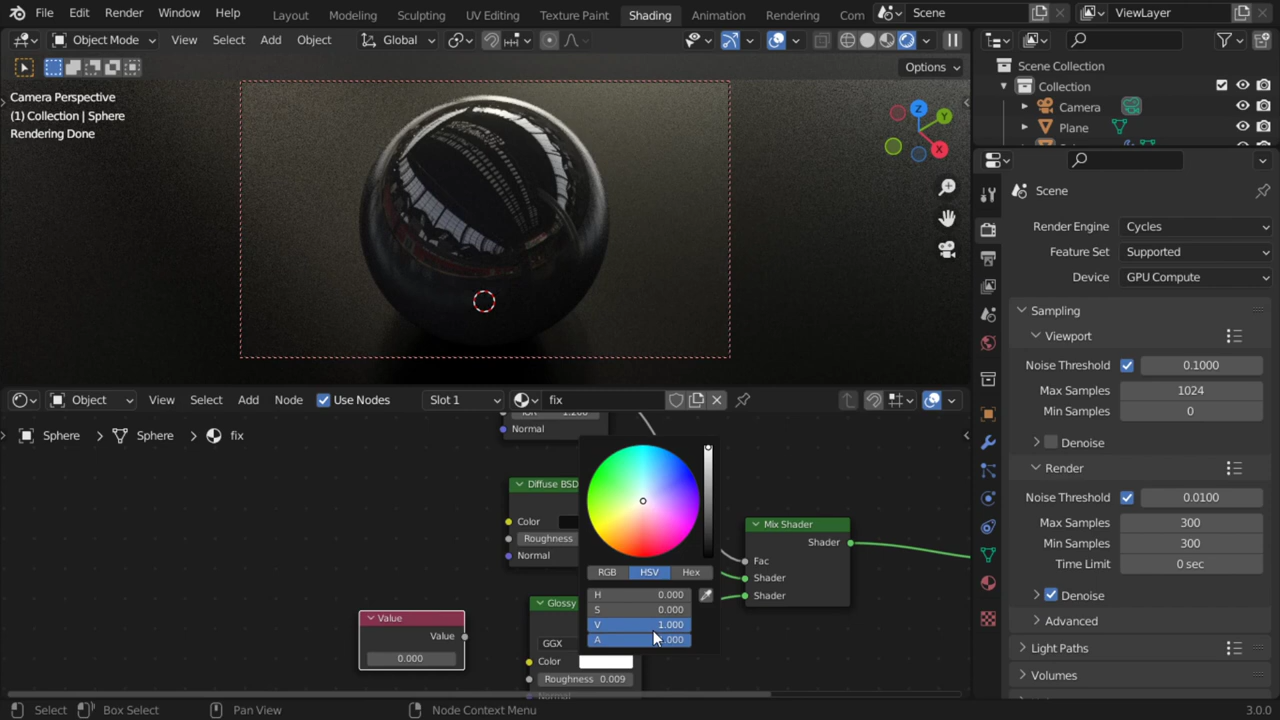 File Edit Render Window Help Layout Modeling Sculpting UV Editing Texture Paint Shading Animation Rendering Com Scene ViewLayer
Object Mode View Select Add Object Global
Options
Camera Perspective
(1) Collection | Sphere
Rendering Done
Z
Y
X
Scene Collection
Collection
Camera
Plane
Scene
Render Engine Cycles
Feature Set Supported
Device GPU Compute
Sampling
Viewport
Noise Threshold 0.1000
Max Samples 1024
Min Samples 0
Denoise
Render
Noise Threshold 0.0100
Max Samples 300
Min Samples 300
Time Limit 0 sec
Denoise
Advanced
Light Paths
Volumes
Object View Select Add Node Use Nodes Slot 1 fix
Sphere Sphere fix
Normal
Diffuse BSD
Color
Roughness
Normal
Glossy
GGX
Color
Roughness 0.009
Value
Value
0.000
RGB HSV Hex
H 0.000
S 0.000
V 1.000
A .000
Mix Shader
Shader
Fac
Shader
Shader
Select Box Select Pan View Node Context Menu 3.0.0